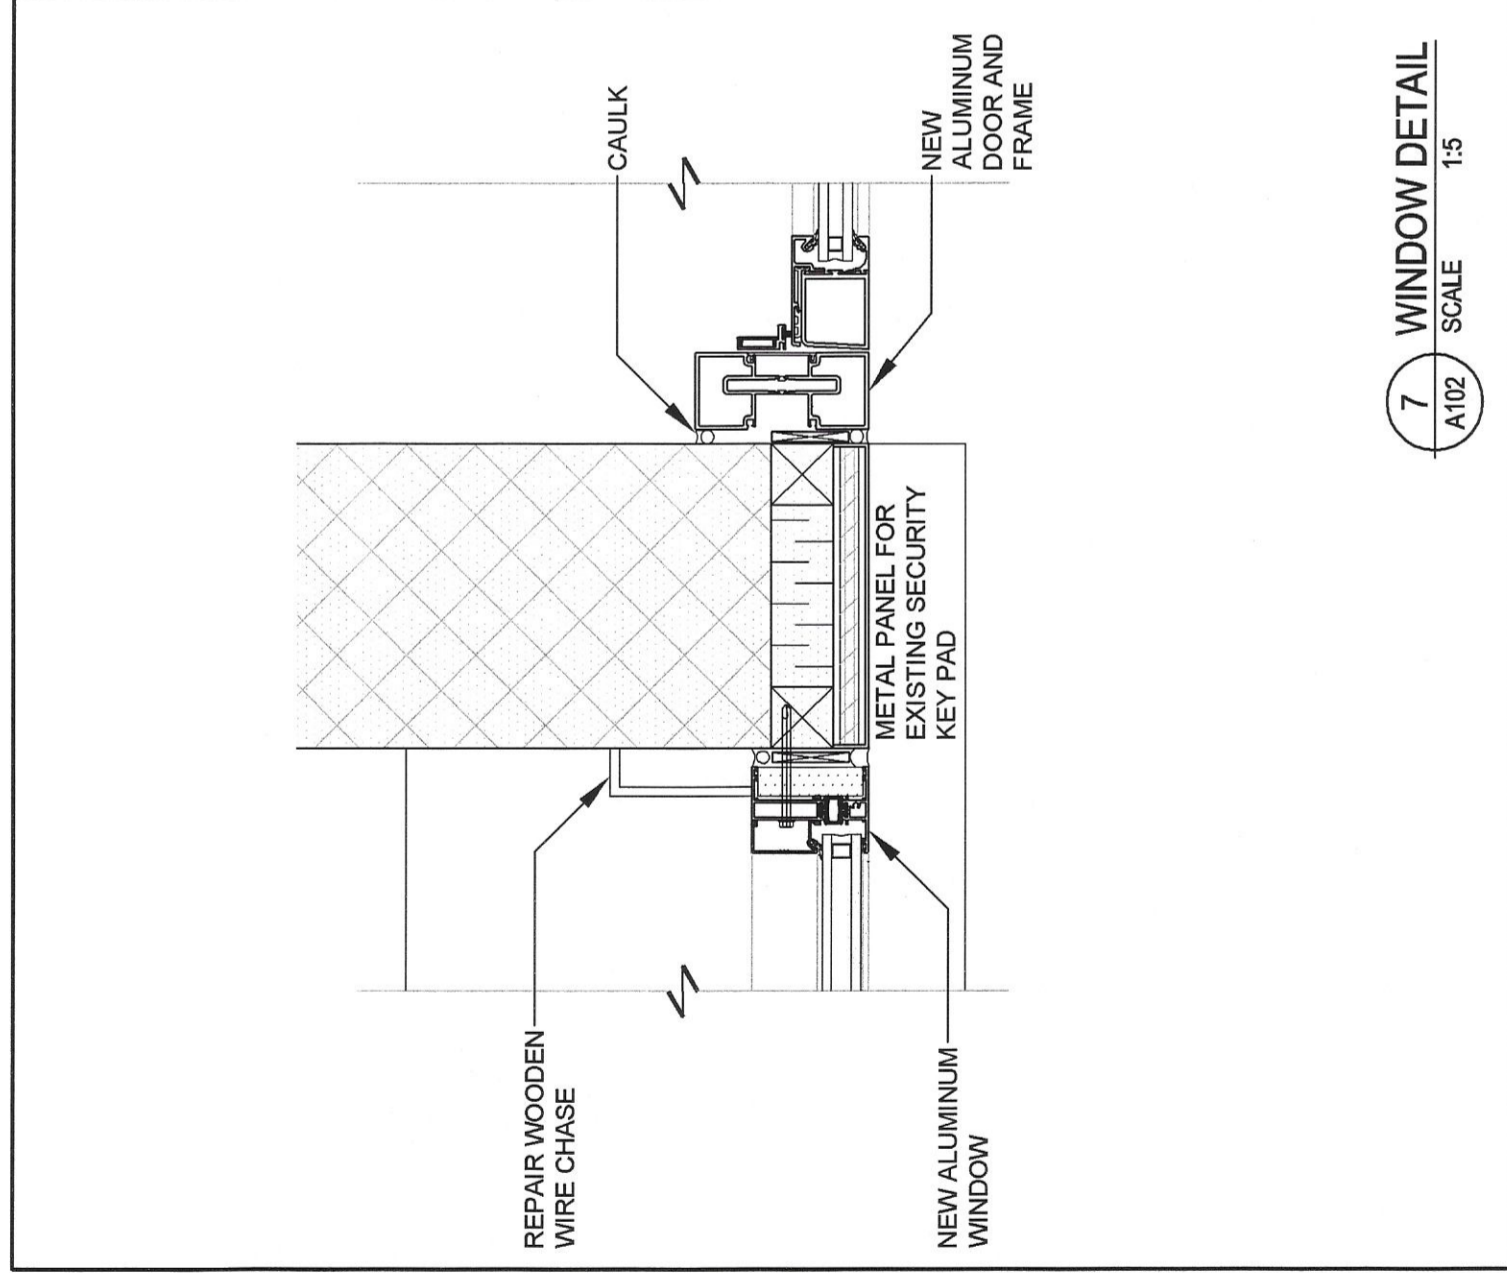 CAULK
NEW
ALUMINUM
DOOR AND
FRAME
METAL PANEL FOR
EXISTING SECURITY
KEY PAD
REPAIR WOODEN
WIRE CHASE
NEW ALUMINUM
WINDOW
7
A102
WINDOW DETAIL
SCALE 1:5